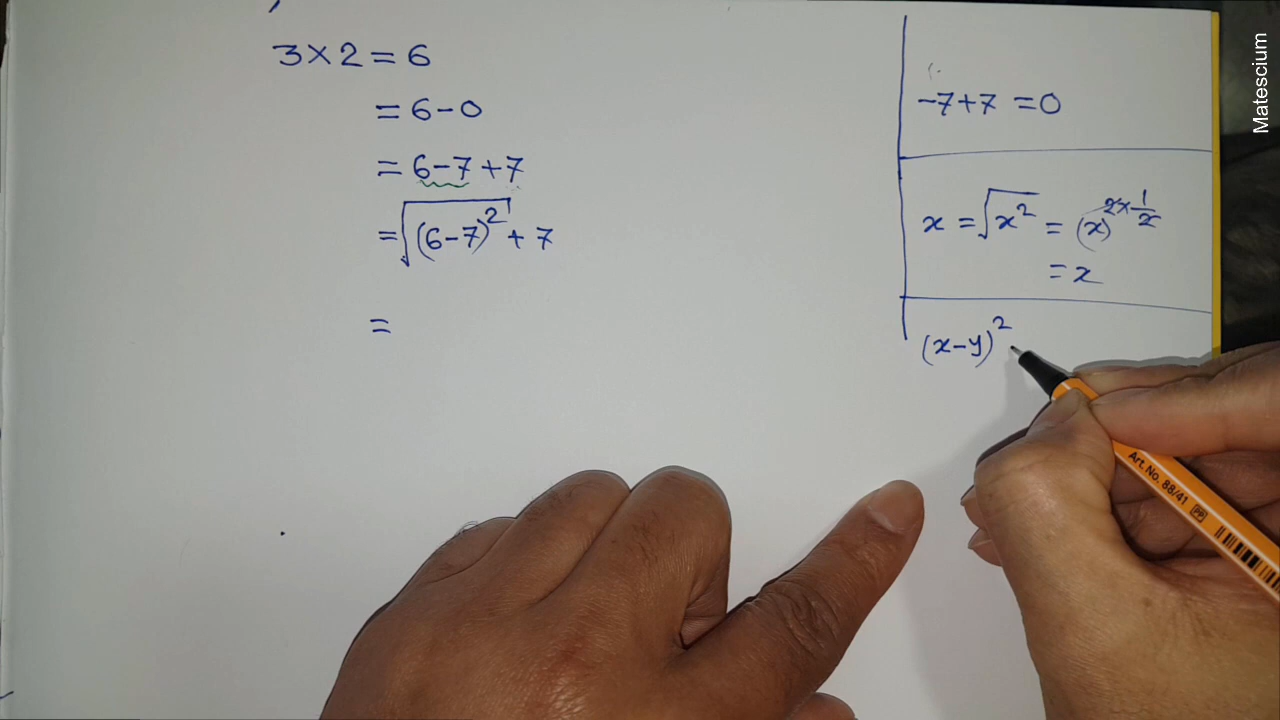 3×2 = 6
= 6-0
= 6-7+7
= √(6-7)² + 7
=
-7+7 = 0
x = √x² = (x)^2×1/2
= x
(x-y)²
Art. No. 88/41 PP
Matescium